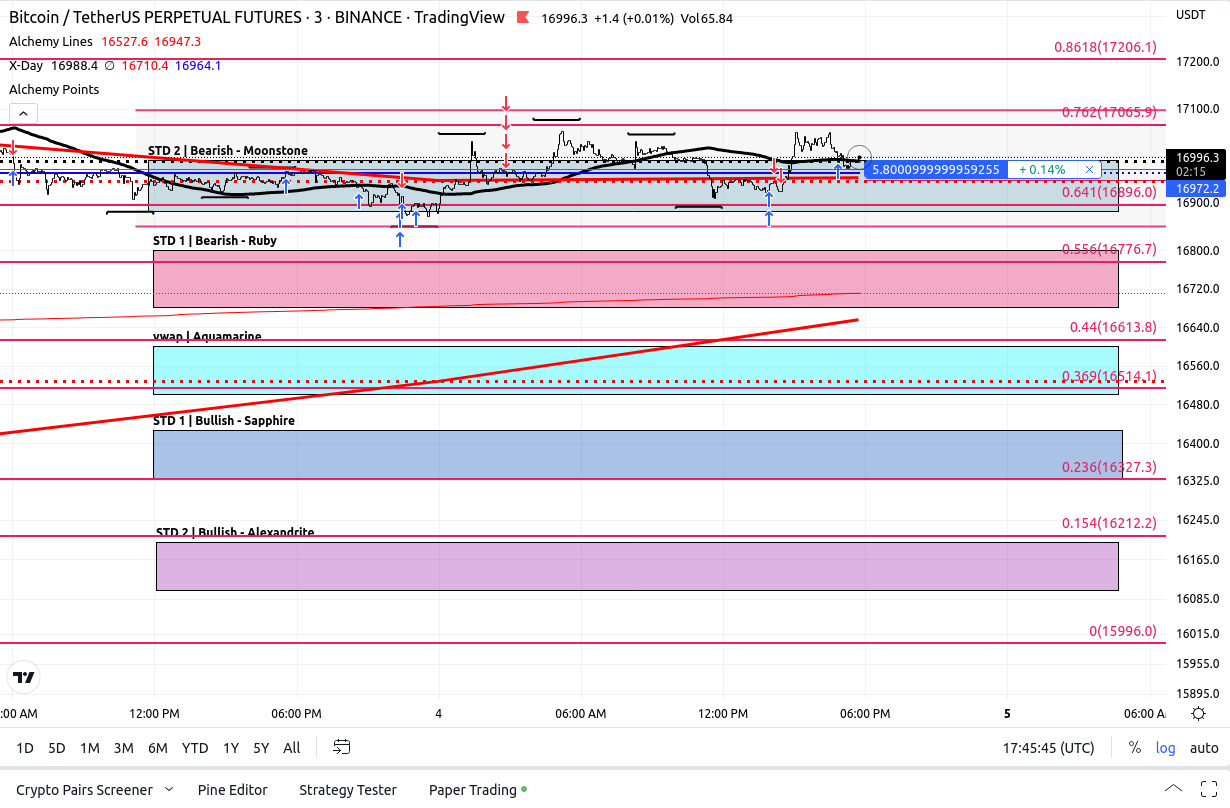 Bitcoin / TetherUS PERPETUAL FUTURES · 3 · BINANCE · TradingView 16996.3 +1.4 (+0.01%) Vol65.84
USDT
Alchemy Lines 16527.6 16947.3
X-Day 16988.4 ∅ 16710.4 16964.1
Alchemy Points
0.8618(17206.1)
17200.0
0.762(17065.9)
17100.0
STD 2 | Bearish - Moonstone
16996.3
02:15
5.8000999999959255 +0.14% ×
16972.2
0.641(16896.0)
16900.0
STD 1 | Bearish - Ruby
0.556(16776.7)
16800.0
16720.0
0.44(16613.8)
16640.0
vwap | Aquamarine
16560.0
0.369(16514.1)
16480.0
STD 1 | Bullish - Sapphire
16400.0
0.236(16327.3)
16325.0
0.154(16212.2)
16245.0
STD 2 | Bullish - Alexandrite
16165.0
16085.0
0(15996.0)
16015.0
15955.0
15895.0
:00 AM 12:00 PM 06:00 PM 4 06:00 AM 12:00 PM 06:00 PM 5 06:00 A
1D 5D 1M 3M 6M YTD 1Y 5Y All 17:45:45 (UTC) % log auto
Crypto Pairs Screener Pine Editor Strategy Tester Paper Trading